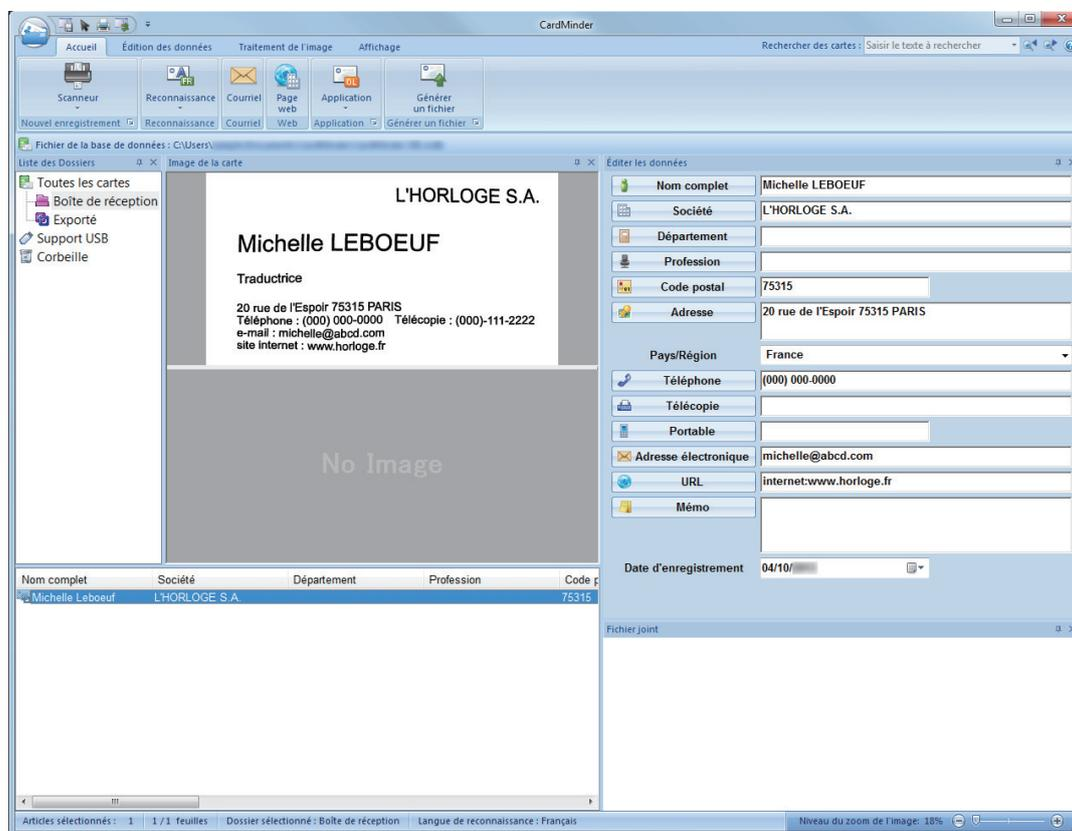 CardMinder
Accueil Édition des données Traitement de l'image Affichage
Rechercher des cartes : Saisir le texte à rechercher
FR
OL
Scanneur
Reconnaissance
Courriel
Page
web
Application
Générer
un fichier
Nouvel enregistrement Reconnaissance Courriel Web Application Générer un fichier
Fichier de la base de données : C:\Users\
Liste des Dossiers
Toutes les cartes
Boîte de réception
Exporté
Support USB
Corbeille
Image de la carte
L'HORLOGE S.A.
Michelle LEBOEUF
Traductrice
20 rue de l'Espoir 75315 PARIS
Téléphone : (000) 000-0000 Télécopie : (000)-111-2222
e-mail : michelle@abcd.com
site internet : www.horloge.fr
No Image
Éditer les données
Nom complet Michelle LEBOEUF
Société L'HORLOGE S.A.
Département
Profession
Code postal 75315
Adresse 20 rue de l'Espoir 75315 PARIS
Pays/Région France
Téléphone (000) 000-0000
Télécopie
Portable
Adresse électronique michelle@abcd.com
URL internet:www.horloge.fr
Mémo
Date d'enregistrement 04/10/
Nom complet Société Département Profession Code p
Michelle Leboeuf L'HORLOGE S.A. 75315
Fichier joint
Articles sélectionnés : 1 1 / 1 feuilles Dossier sélectionné : Boîte de réception Langue de reconnaissance : Français
Niveau du zoom de l'image: 18%